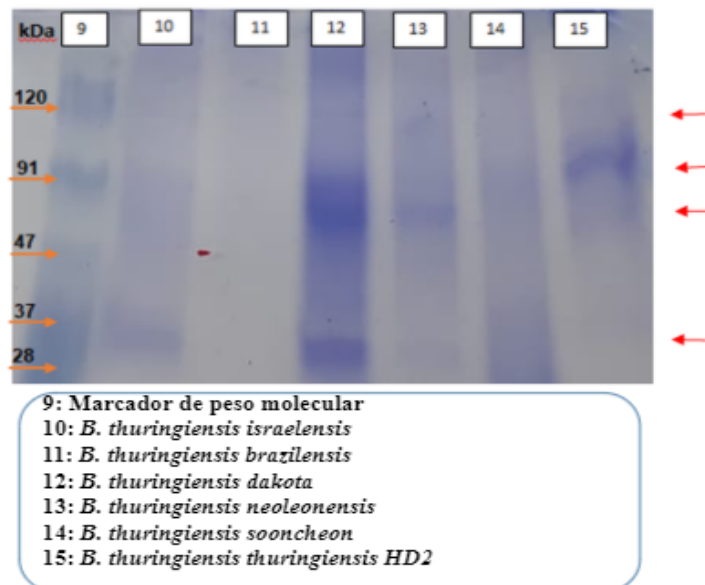 kDa 9 10 11 12 13 14 15
120
91
47
37
28
9: Marcador de peso molecular
10: B. thuringiensis israelensis
11: B. thuringiensis brazilensis
12: B. thuringiensis dakota
13: B. thuringiensis neoleonensis
14: B. thuringiensis sooncheon
15: B. thuringiensis thuringiensis HD2